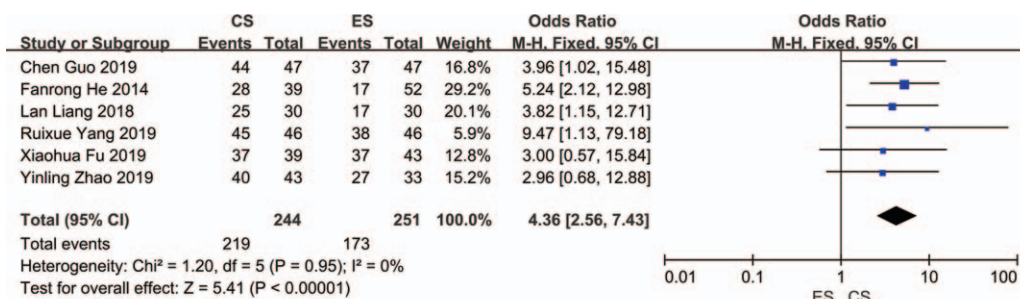 CS ES Odds Ratio Odds Ratio
Study or Subgroup Events Total Events Total Weight M-H, Fixed, 95% CI M-H, Fixed, 95% CI
Chen Guo 2019 44 47 37 47 16.8% 3.96 [1.02, 15.48]
Fanrong He 2014 28 39 17 52 29.2% 5.24 [2.12, 12.98]
Lan Liang 2018 25 30 17 30 20.1% 3.82 [1.15, 12.71]
Ruixue Yang 2019 45 46 38 46 5.9% 9.47 [1.13, 79.18]
Xiaohua Fu 2019 37 39 37 43 12.8% 3.00 [0.57, 15.84]
Yinling Zhao 2019 40 43 27 33 15.2% 2.96 [0.68, 12.88]
Total (95% CI) 244 251 100.0% 4.36 [2.56, 7.43]
Total events 219 173
Heterogeneity: Chi² = 1.20, df = 5 (P = 0.95); I² = 0%
Test for overall effect: Z = 5.41 (P < 0.00001)
0.01 0.1 1 10 100
ES CS